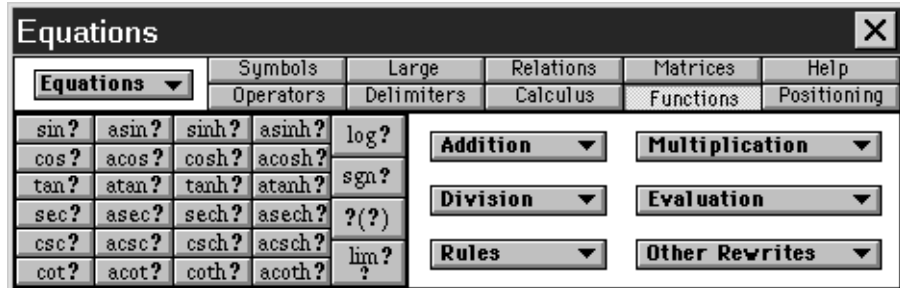 Equations
Equations Symbols Large Relations Matrices Help
Operators Delimiters Calculus Functions Positioning
sin? asin? sinh? asinh? log?
cos? acos? cosh? acosh?
tan? atan? tanh? atanh? sgn?
sec? asec? sech? asech? ?(?)
csc? acsc? csch? acsch? lim?
?
cot? acot? coth? acoth?
Addition Multiplication
Division Evaluation
Rules Other Rewrites